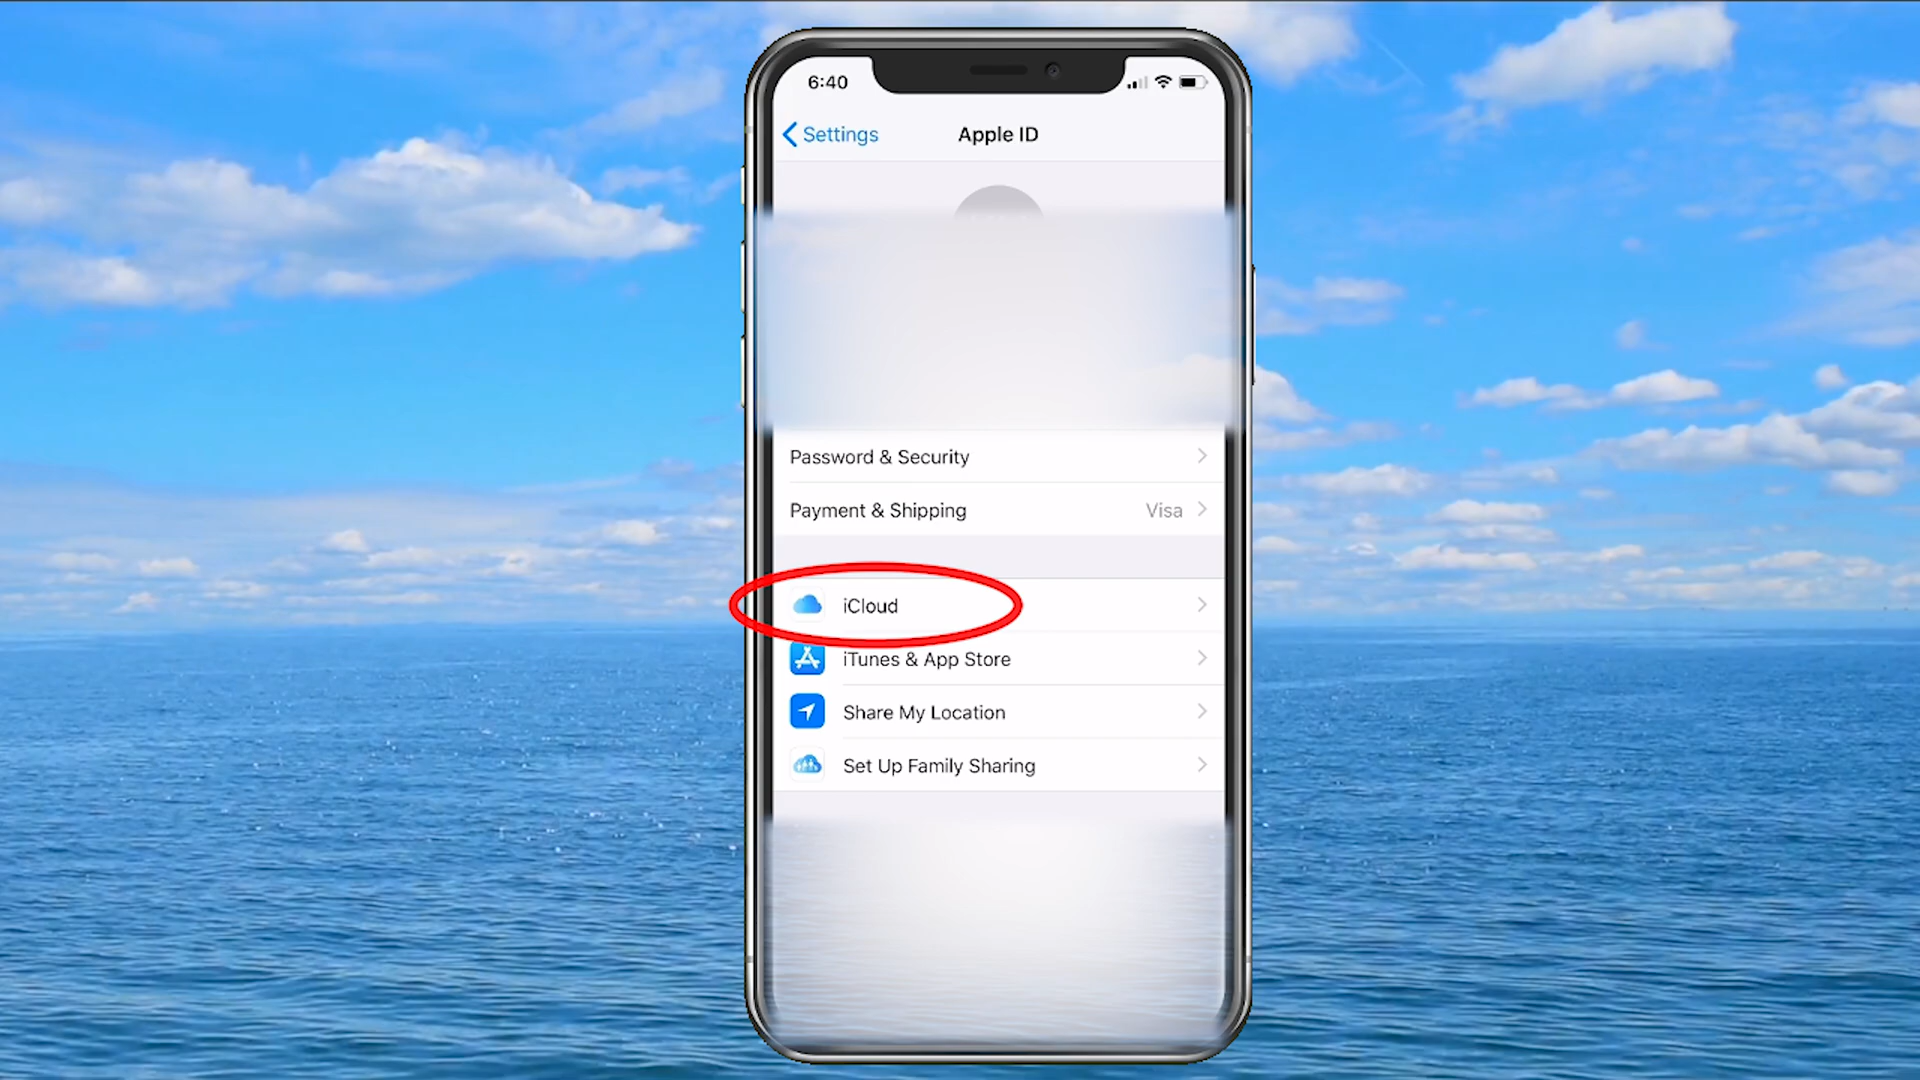 6:40
Settings
Apple ID
Password & Security
Payment & Shipping Visa
iCloud
iTunes & App Store
Share My Location
Set Up Family Sharing